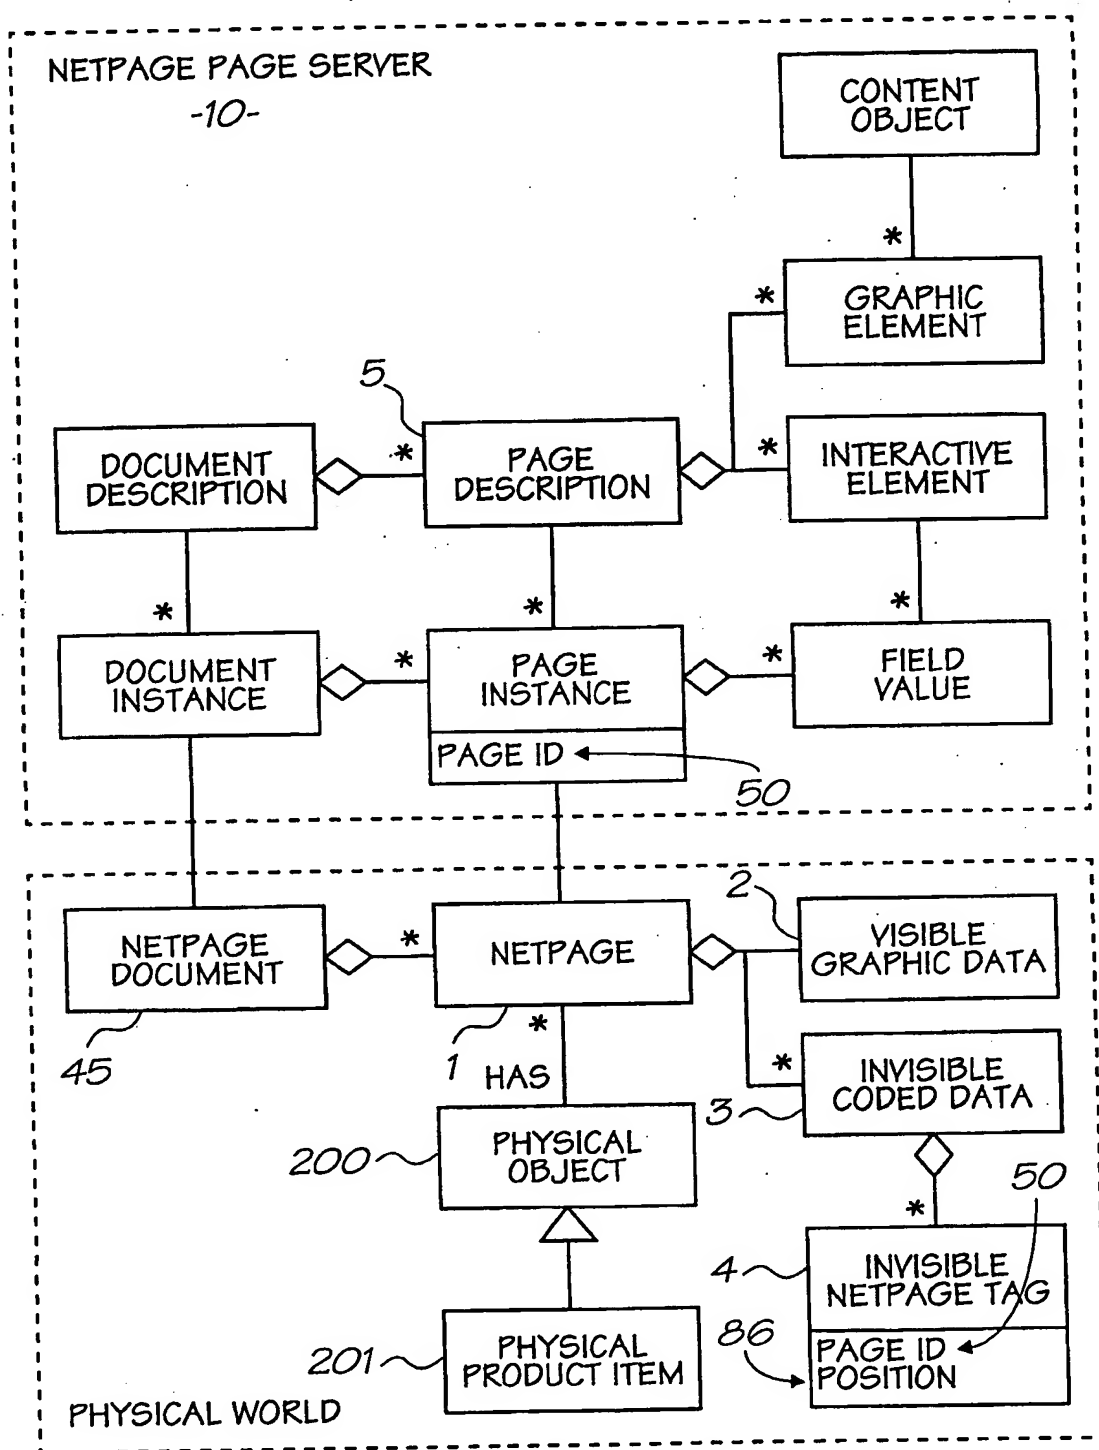 NETPAGE PAGE SERVER
-10-
CONTENT
OBJECT
*
*
GRAPHIC
ELEMENT
5
DOCUMENT
DESCRIPTION
*
PAGE
DESCRIPTION
*
INTERACTIVE
ELEMENT
*
*
*
DOCUMENT
INSTANCE
*
PAGE
INSTANCE
*
FIELD
VALUE
PAGE ID
50
2
NETPAGE
DOCUMENT
*
NETPAGE
VISIBLE
GRAPHIC DATA
45
1
*
HAS
*
INVISIBLE
CODED DATA
3
200
PHYSICAL
OBJECT
50
*
4
INVISIBLE
NETPAGE TAG
86
PAGE ID
POSITION
201
PHYSICAL
PRODUCT ITEM
PHYSICAL WORLD